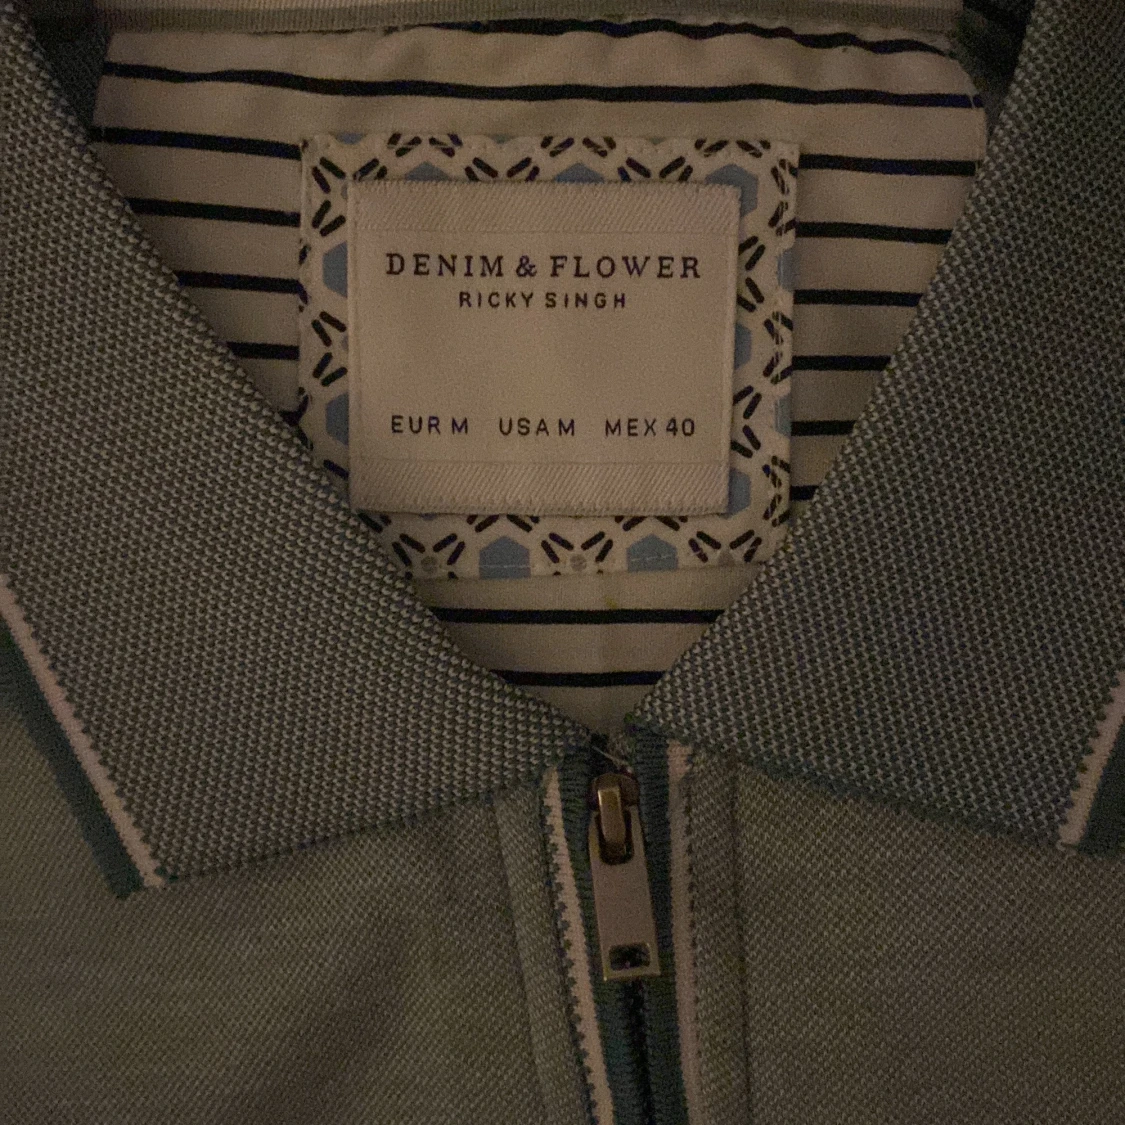 DENIM & FLOWER
RICKY SINGH
EUR M USA M MEX 40